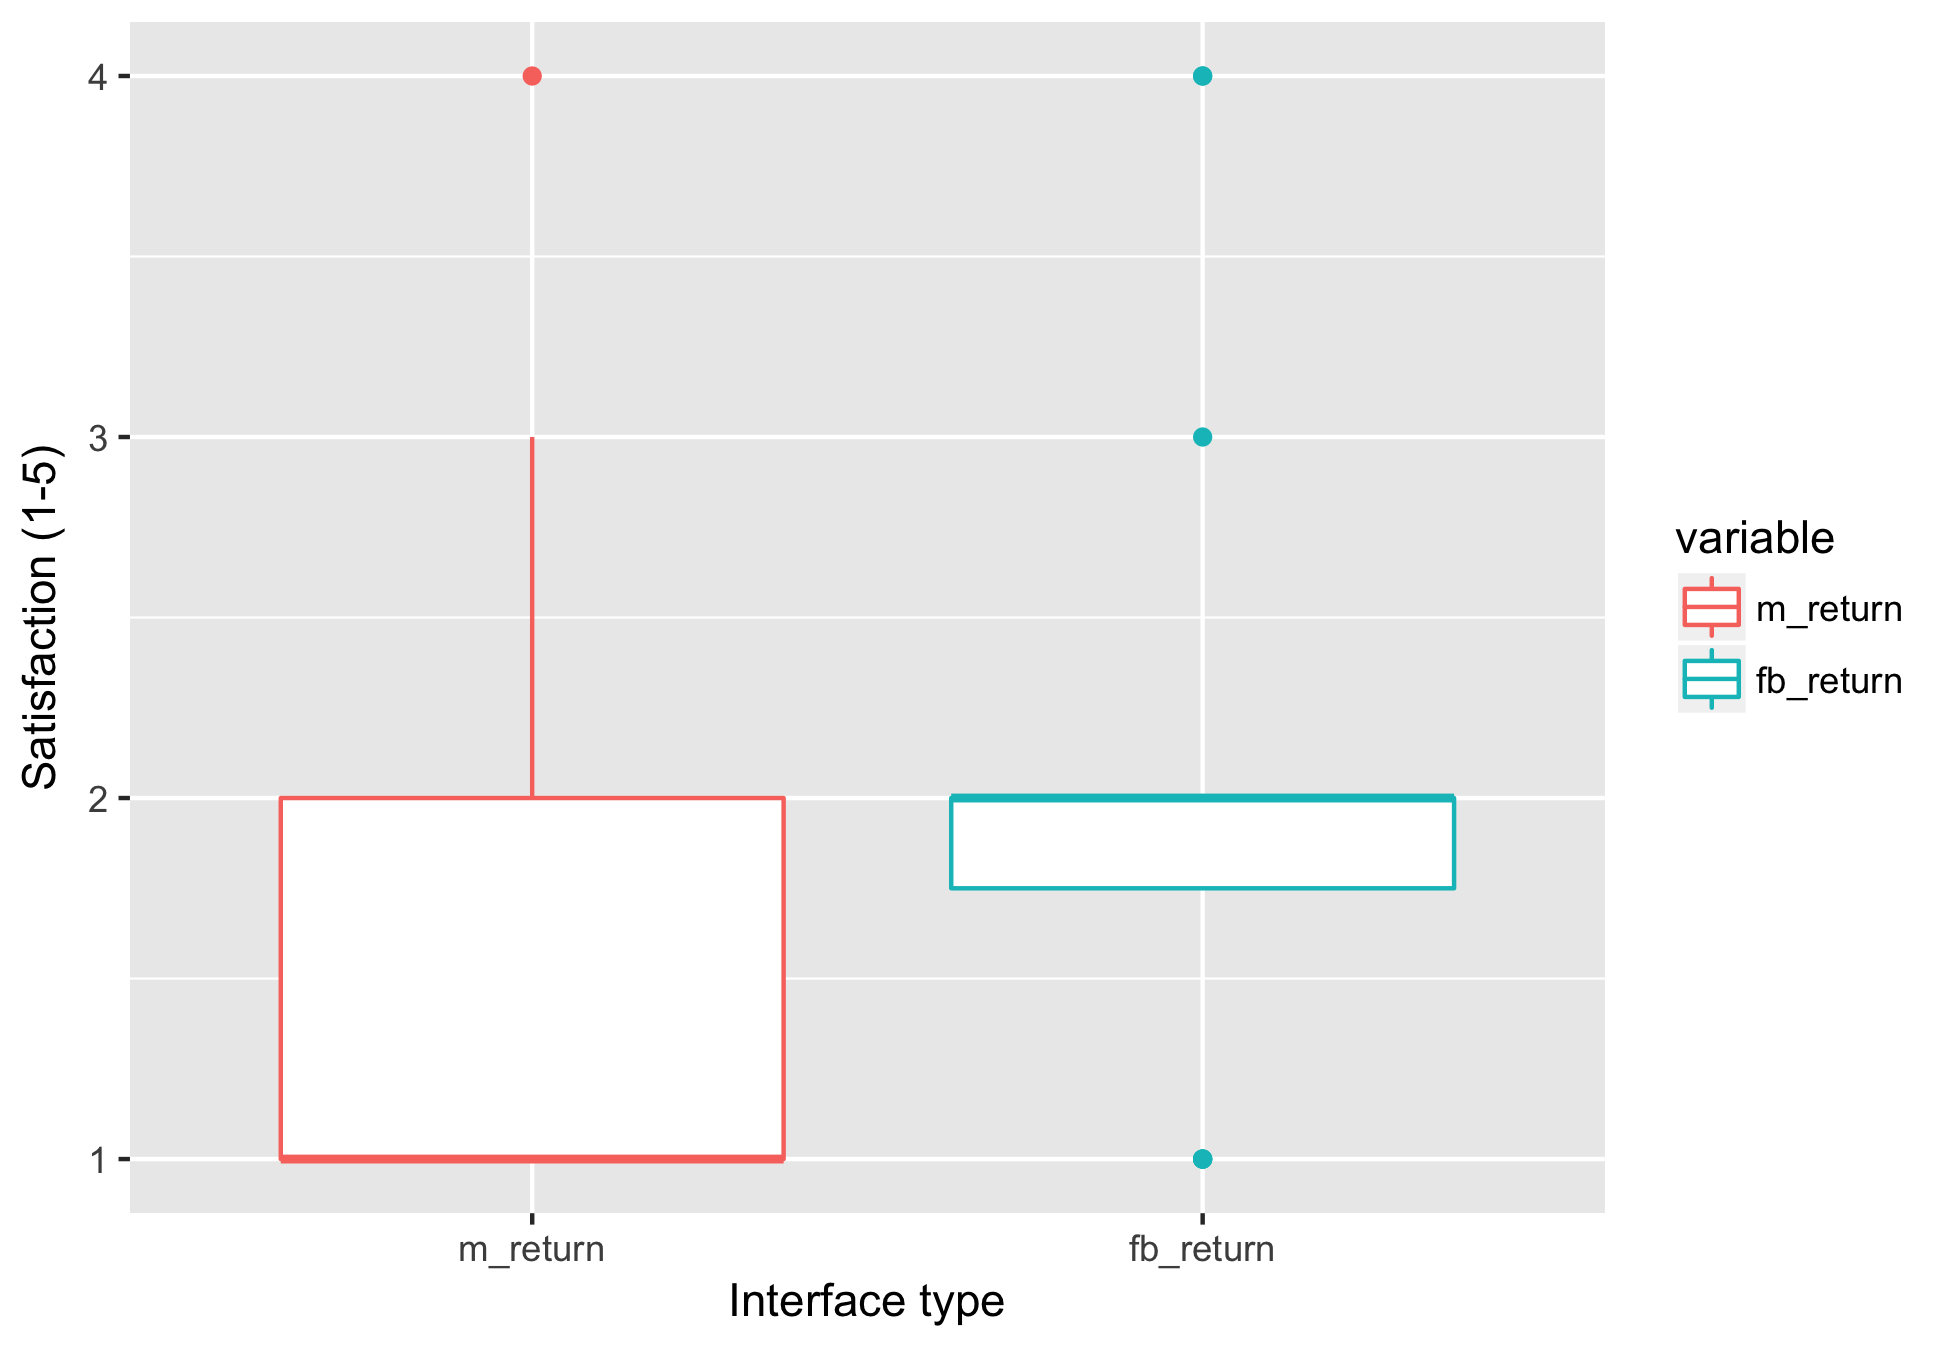 Satisfaction (1-5)
4
3
2
1
m_return
fb_return
Interface type
variable
m_return
fb_return